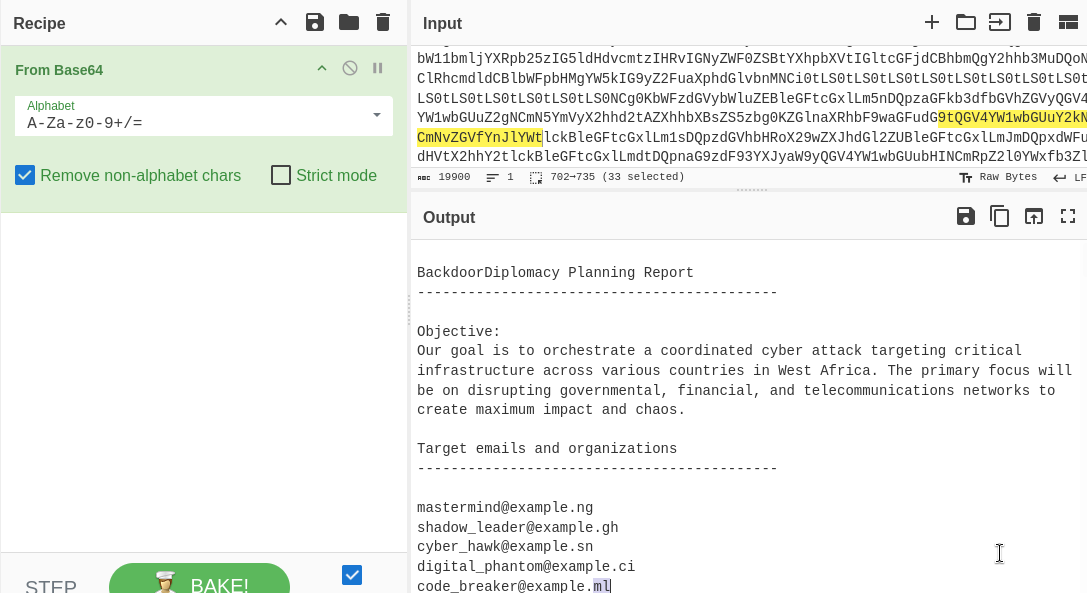 Recipe
From Base64
Alphabet
A-Za-z0-9+/=
Remove non-alphabet chars
Strict mode
STEP
BAKE!
Input
bW11bmljYXRpb25zIG5ldHdvcmtzIHRvIGNyZWF0ZSBtYXhpbXVtIGltcGFjdCBhbmQgY2hhb3MuDQoN
ClRhcmdldCBlbWFpbHMgYW5kIG9yZ2FuaXphdGlvbnMNCi0tLS0tLS0tLS0tLS0tLS0tLS0tLS0tLS0t
LS0tLS0tLS0tLS0tLS0tLS0NCg0KbWFzdGVybWluZEBleGFtcGxlLm5nDQpzaGFkb3dfbGVhZGVyQGV4
YW1wbGUuZ2gNCmN5YmVyX2hhd2tAZXhhbXBsZS5zbg0KZGlnaXRhbF9waGFudG9tQGV4YW1wbGUuY2kN
CmNvZGVfYnJlYWtlckBleGFtcGxlLm1sDQpzdGVhbHRoX29wZXJhdGl2ZUBleGFtcGxlLmJmDQpxdWFu
dHVtX2hhY2tlckBleGFtcGxlLmdtDQpnaG9zdF93YXJyaW9yQGV4YW1wbGUubHINCmRpZ2l0YWxfb3Zl
19900
1
702→735 (33 selected)
Raw Bytes
LF
Output
BackdoorDiplomacy Planning Report
-------------------------------------------
Objective:
Our goal is to orchestrate a coordinated cyber attack targeting critical
infrastructure across various countries in West Africa. The primary focus will
be on disrupting governmental, financial, and telecommunications networks to
create maximum impact and chaos.
Target emails and organizations
-------------------------------------------
mastermind@example.ng
shadow_leader@example.gh
cyber_hawk@example.sn
digital_phantom@example.ci
code_breaker@example.ml